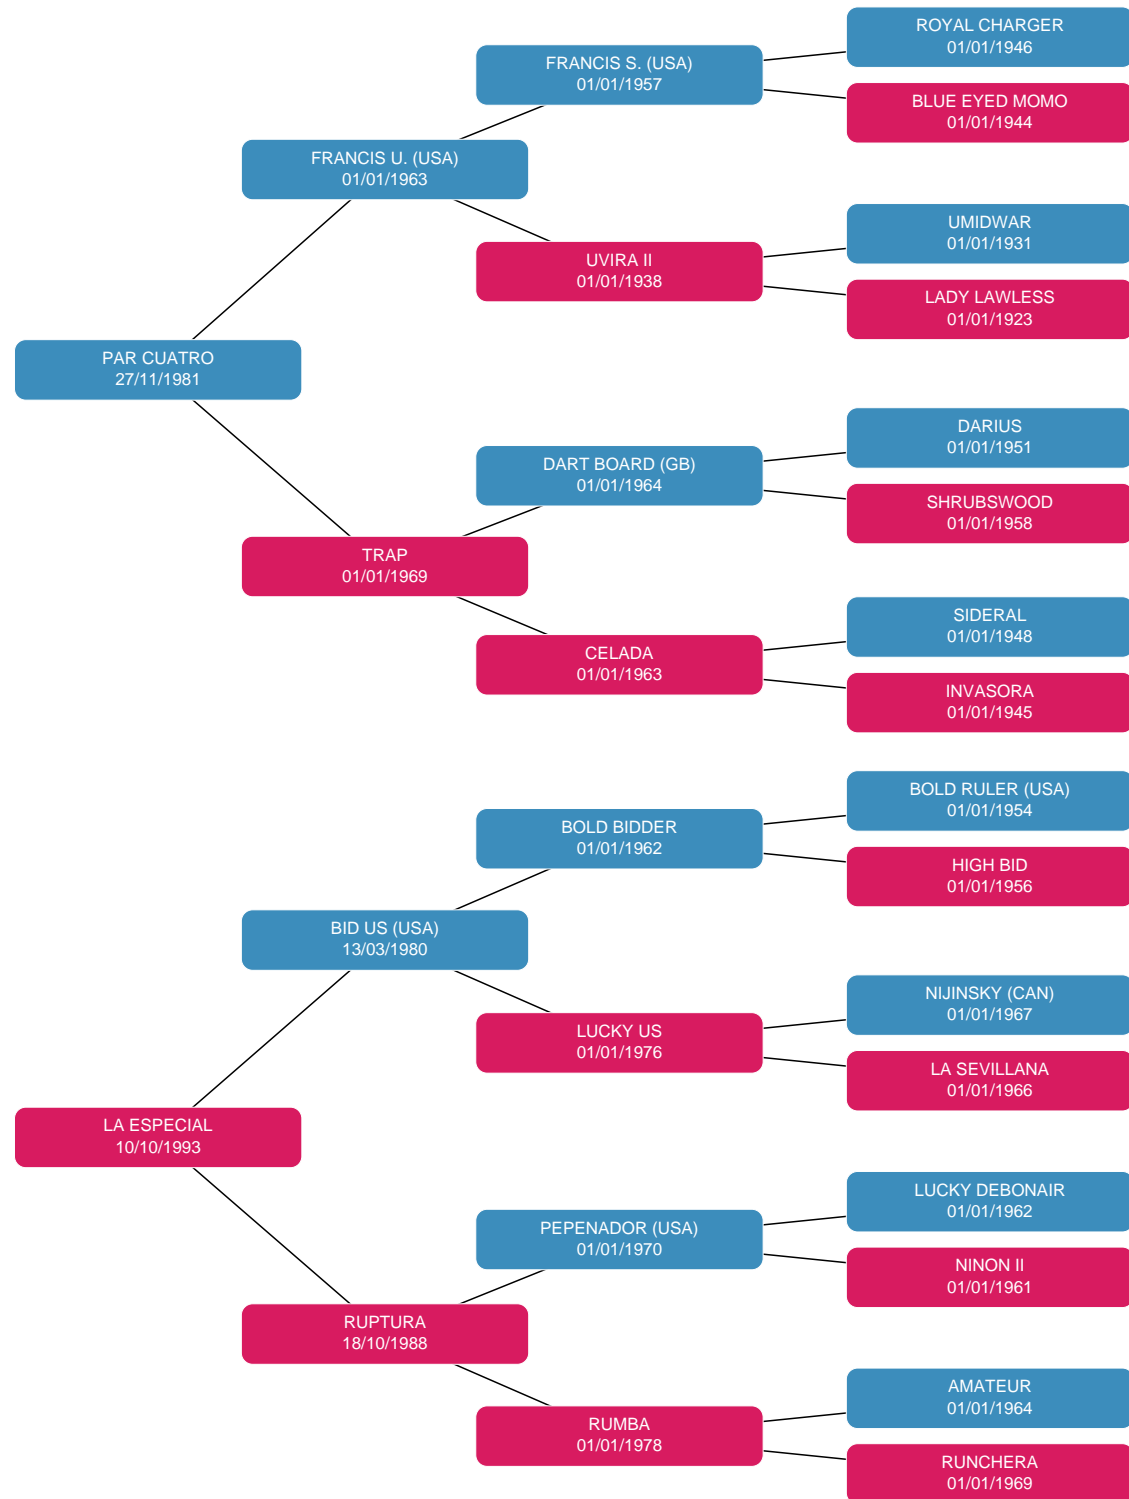 ROYAL CHARGER
01/01/1946
FRANCIS S. (USA)
01/01/1957
BLUE EYED MOMO
01/01/1944
FRANCIS U. (USA)
01/01/1963
UMIDWAR
01/01/1931
UVIRA II
01/01/1938
LADY LAWLESS
01/01/1923
PAR CUATRO
27/11/1981
DARIUS
01/01/1951
DART BOARD (GB)
01/01/1964
SHRUBSWOOD
01/01/1958
TRAP
01/01/1969
SIDERAL
01/01/1948
CELADA
01/01/1963
INVASORA
01/01/1945
BOLD RULER (USA)
01/01/1954
BOLD BIDDER
01/01/1962
HIGH BID
01/01/1956
BID US (USA)
13/03/1980
NIJINSKY (CAN)
01/01/1967
LUCKY US
01/01/1976
LA SEVILLANA
01/01/1966
LA ESPECIAL
10/10/1993
LUCKY DEBONAIR
01/01/1962
PEPENADOR (USA)
01/01/1970
NINON II
01/01/1961
RUPTURA
18/10/1988
AMATEUR
01/01/1964
RUMBA
01/01/1978
RUNCHERA
01/01/1969